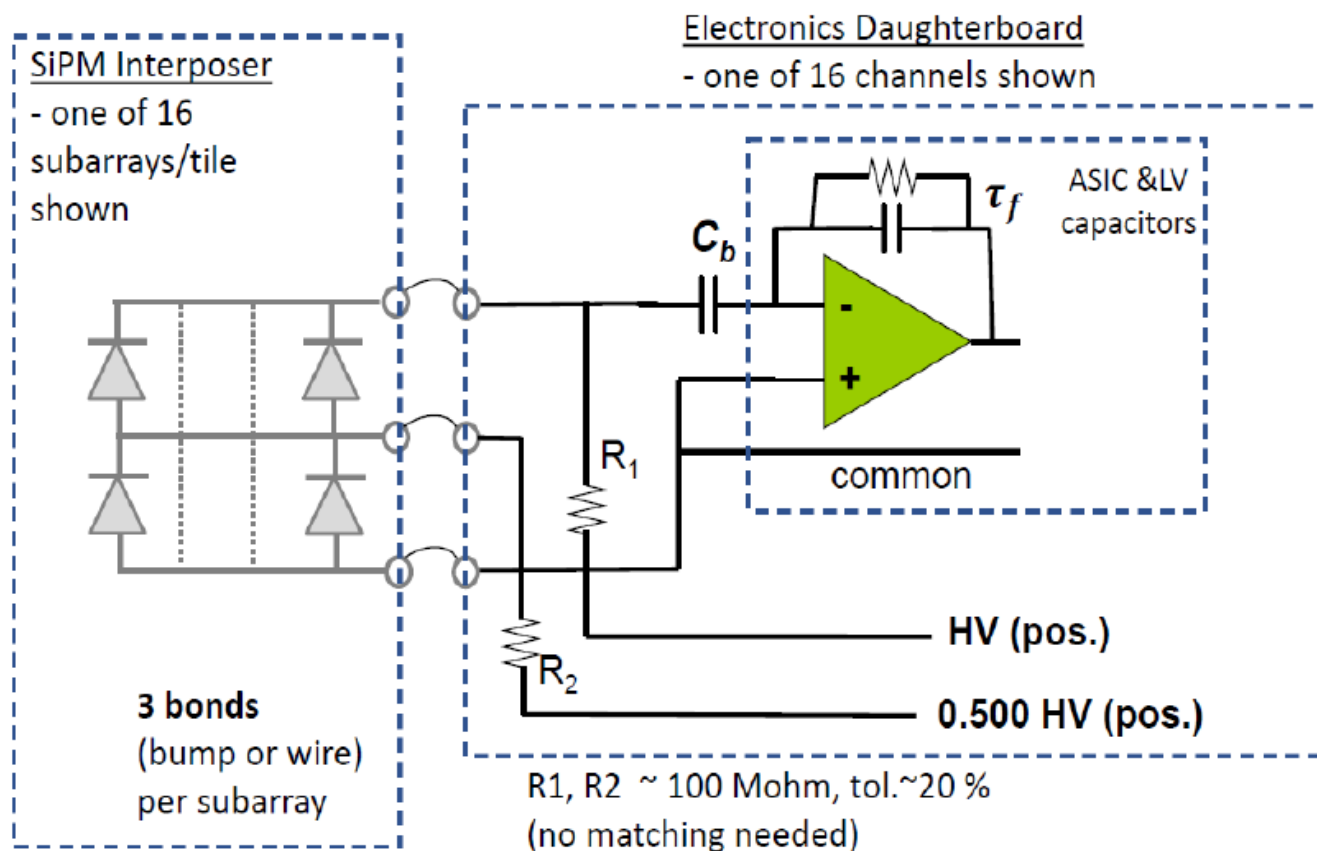 SiPM Interposer
- one of 16
subarrays/tile
shown
Electronics Daughterboard
- one of 16 channels shown
ASIC &LV
capacitors
τf
Cb
-
+
R1
common
R2
HV (pos.)
0.500 HV (pos.)
3 bonds
(bump or wire)
per subarray
R1, R2 ~ 100 Mohm, tol.~20 %
(no matching needed)